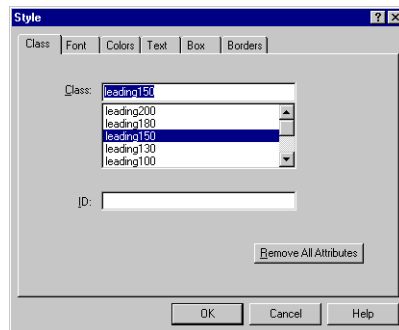 Style
Class Font Colors Text Box Borders
Class: leading150
leading200
leading180
leading150
leading130
leading100
ID:
Remove All Attributes
OK Cancel Help